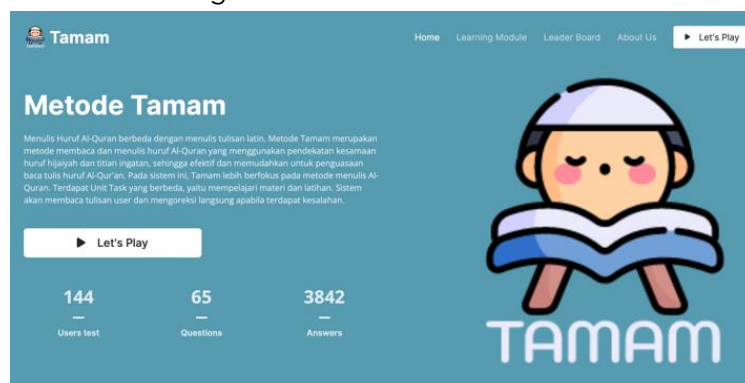 Tamam
Home Learning Module Leader Board About Us Let's Play
Metode Tamam
Menulis Huruf Al-Quran berbeda dengan menulis tulisan latin. Metode Tamam merupakan
metode membaca dan menulis huruf Al-Quran yang menggunakan pendekatan kesamaan
huruf hijaiyah dan titian ingatan, sehingga efektif dan memudahkan untuk penguasaan
baca tulis huruf Al-Qur'an. Pada sistem ini, Tamam lebih berfokus pada metode menulis Al-
Quran. Terdapat Unit Task yang berbeda, yaitu mempelajari materi dan latihan. Sistem
akan membaca tulisan user dan mengoreksi langsung apabila terdapat kesalahan.
Let's Play
144 65 3842
Users test Questions Answers
TAMAM